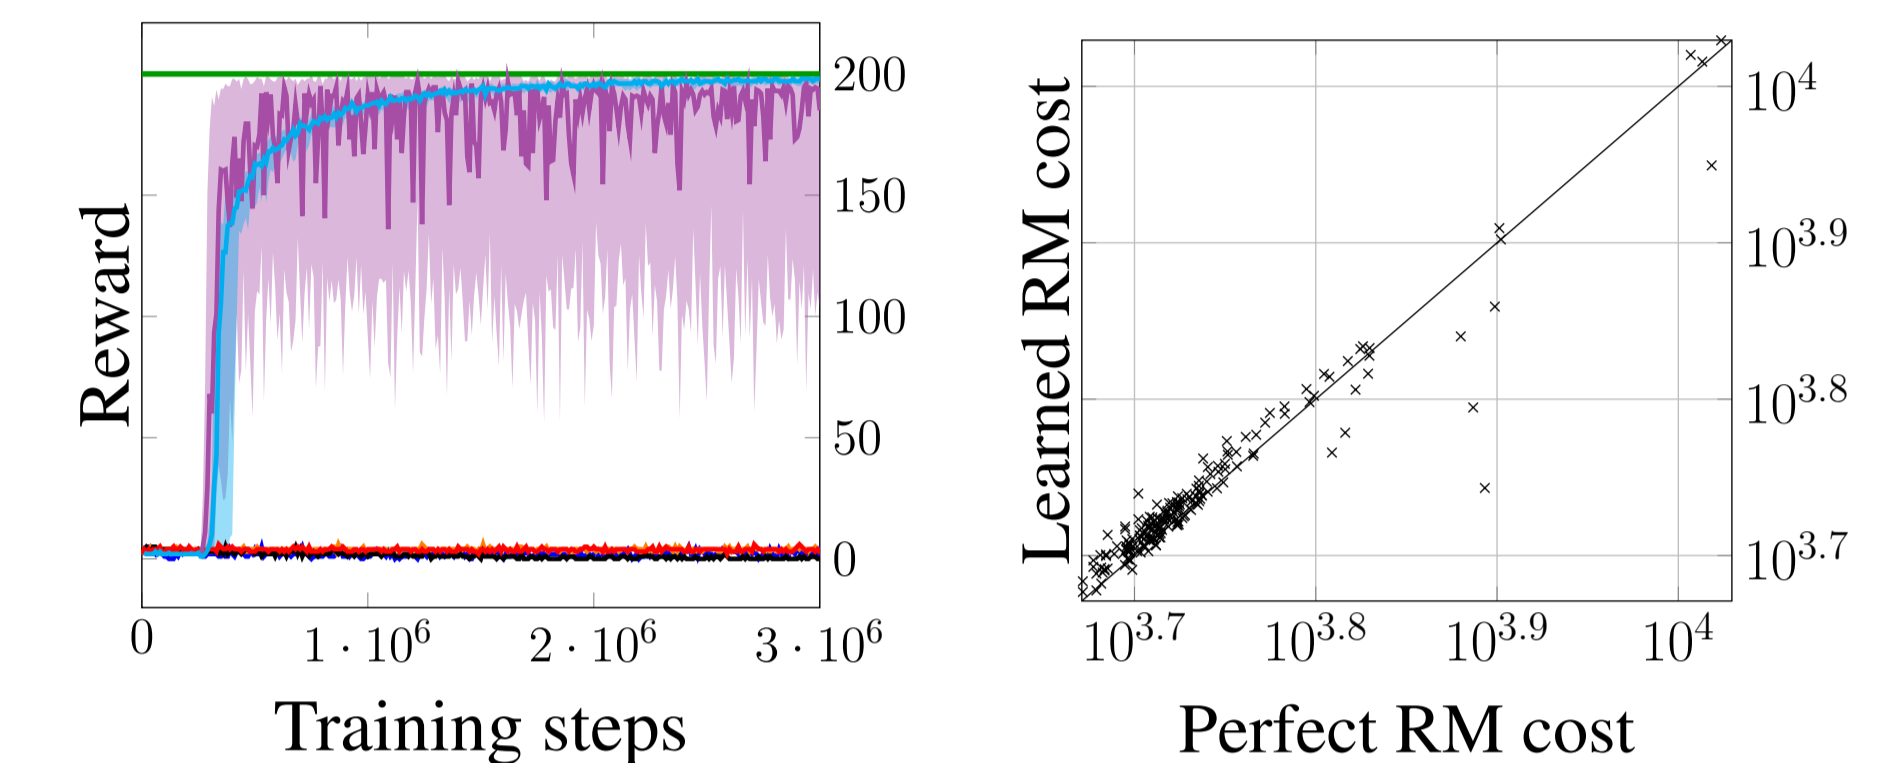 Reward
200
150
100
50
0
0
1 · 10^6
2 · 10^6
3 · 10^6
Training steps
Learned RM cost
10^4
10^3.9
10^3.8
10^3.7
10^3.7
10^3.8
10^3.9
10^4
Perfect RM cost